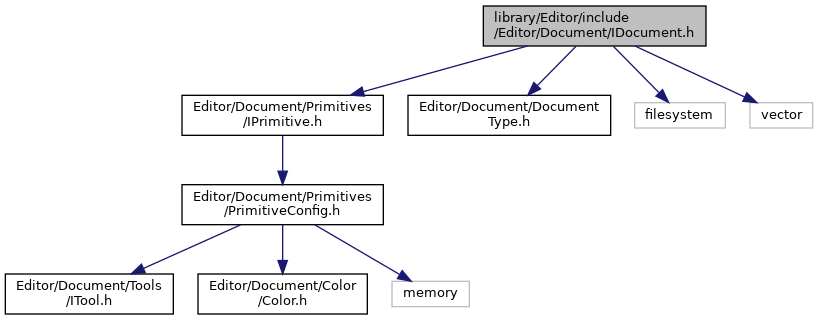 library/Editor/include
/Editor/Document/IDocument.h
Editor/Document/Primitives
/IPrimitive.h
Editor/Document/Document
Type.h
filesystem
vector
Editor/Document/Primitives
/PrimitiveConfig.h
Editor/Document/Tools
/ITool.h
Editor/Document/Color
/Color.h
memory